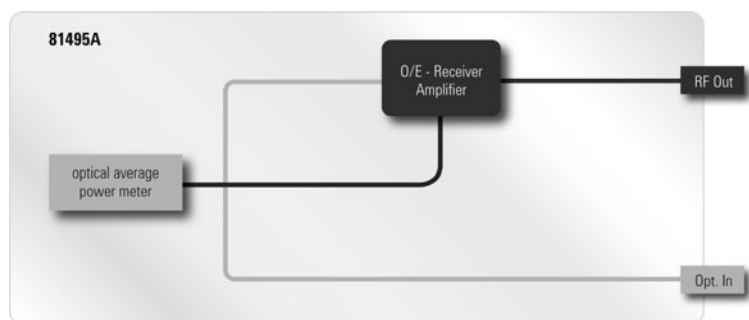 81495A
O/E - Receiver
Amplifier
RF Out
optical average
power meter
Opt. In